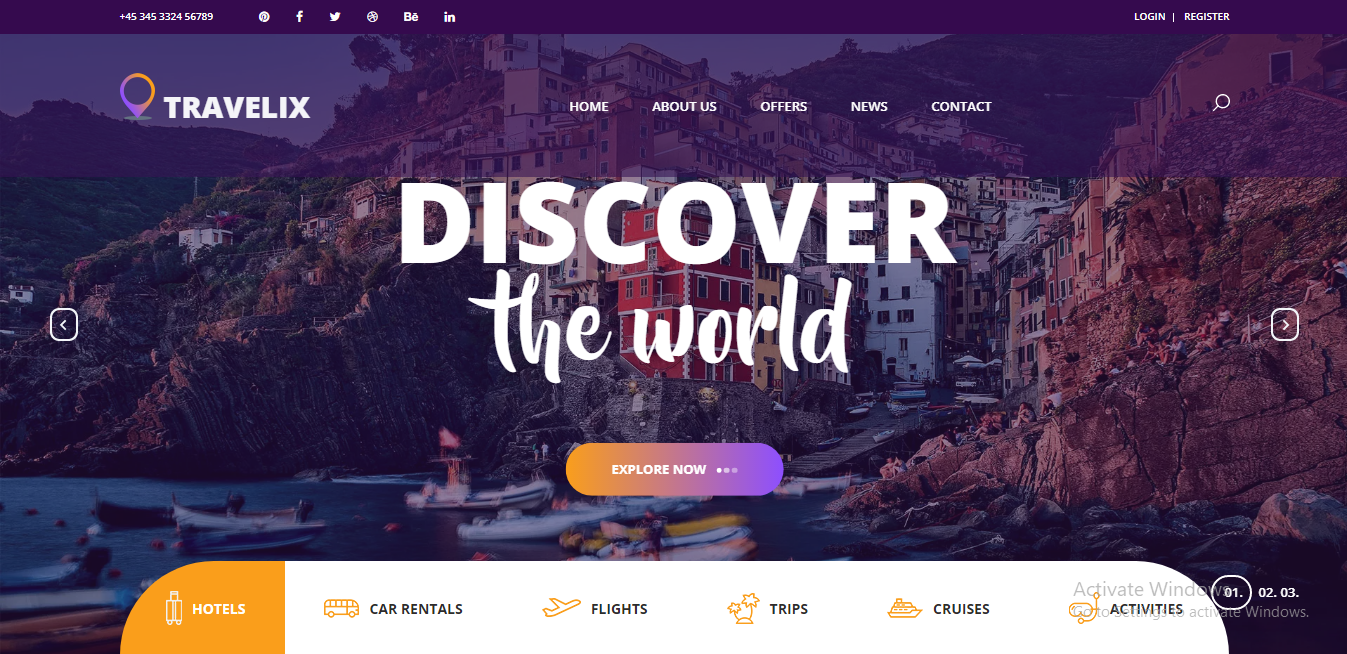 +45 345 3324 56789
LOGIN | REGISTER
TRAVELIX
HOME ABOUT US OFFERS NEWS CONTACT
DISCOVER
the world
EXPLORE NOW
HOTELS CAR RENTALS FLIGHTS TRIPS CRUISES ACTIVITIES
01. 02. 03.
Activate Windows
Go to Settings to activate Windows.